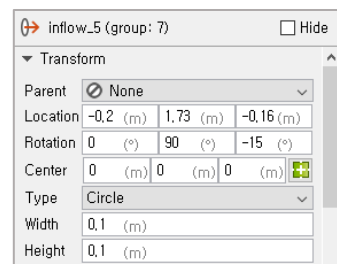 inflow_5 (group: 7) Hide
Transform
Parent None
Location -0,2 (m) 1,73 (m) -0,16 (m)
Rotation 0 (°) 90 (°) -15 (°)
Center 0 (m) 0 (m) 0 (m)
Type Circle
Width 0,1 (m)
Height 0,1 (m)